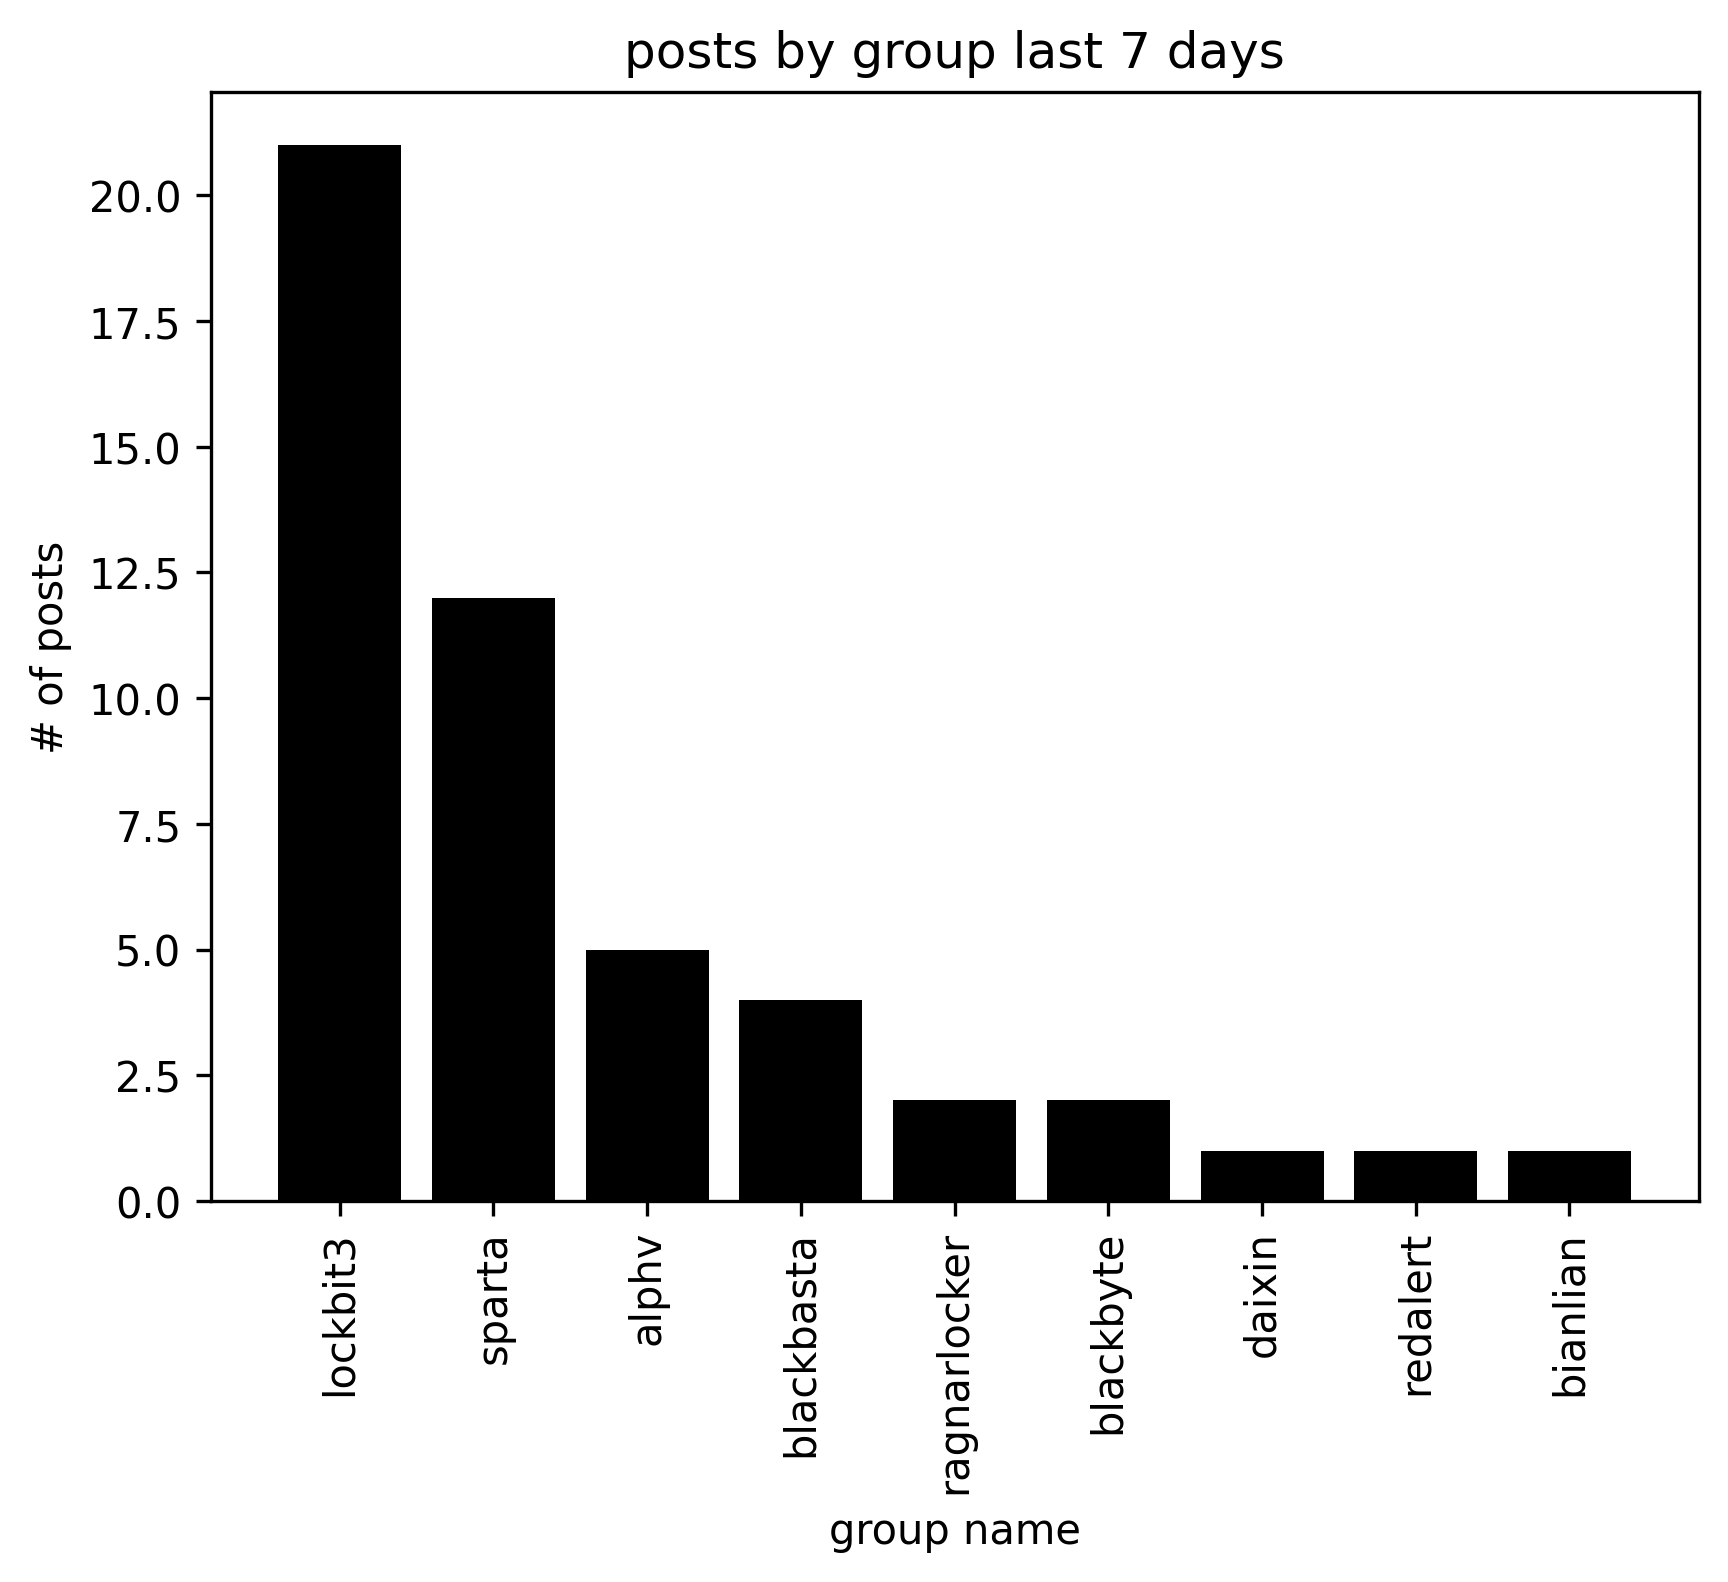 posts by group last 7 days
# of posts
20.0
17.5
15.0
12.5
10.0
7.5
5.0
2.5
0.0
lockbit3
sparta
alphv
blackbasta
ragnarlocker
blackbyte
daixin
redalert
bianlian
group name